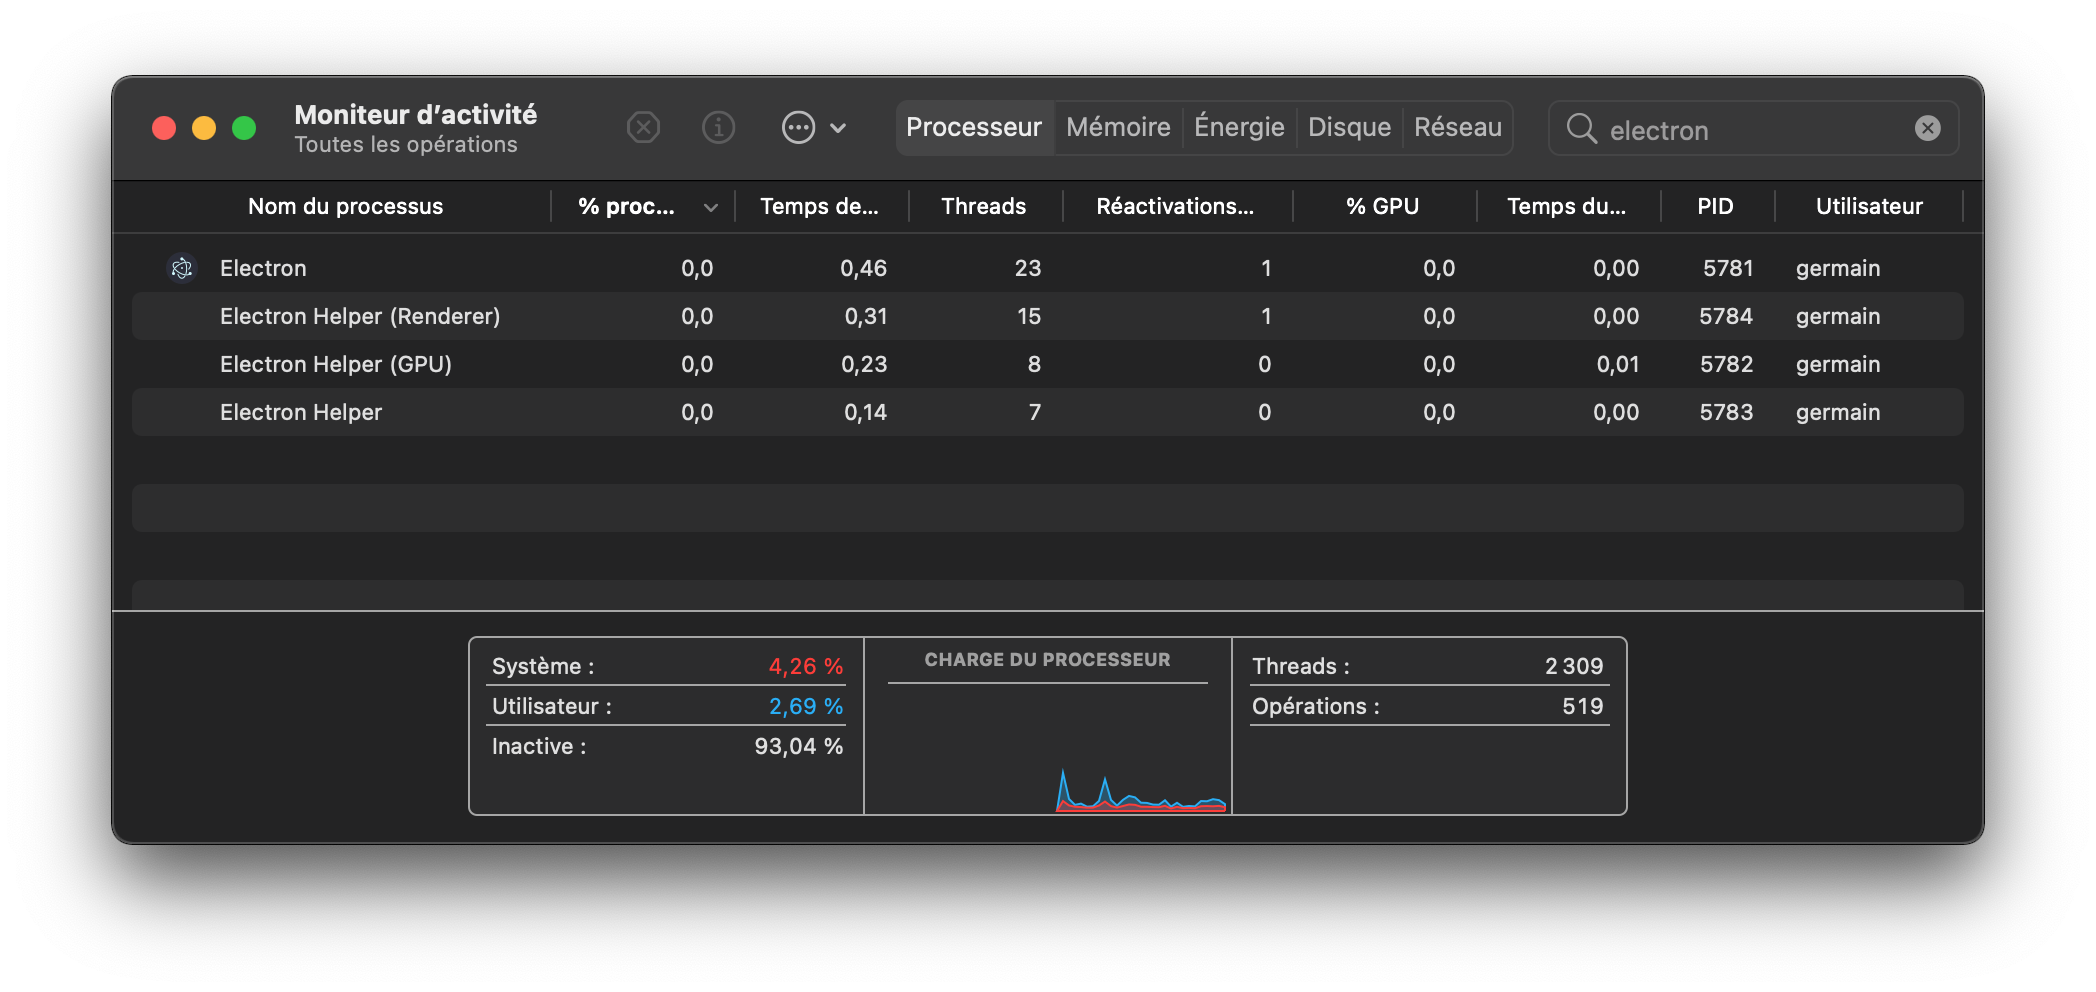 Moniteur d’activité
Toutes les opérations
Processeur Mémoire Énergie Disque Réseau
electron
Nom du processus % proc... Temps de... Threads Réactivations... % GPU Temps du... PID Utilisateur
Electron 0,0 0,46 23 1 0,0 0,00 5781 germain
Electron Helper (Renderer) 0,0 0,31 15 1 0,0 0,00 5784 germain
Electron Helper (GPU) 0,0 0,23 8 0 0,0 0,01 5782 germain
Electron Helper 0,0 0,14 7 0 0,0 0,00 5783 germain
Système : 4,26 %
Utilisateur : 2,69 %
Inactive : 93,04 %
CHARGE DU PROCESSEUR
Threads : 2 309
Opérations : 519